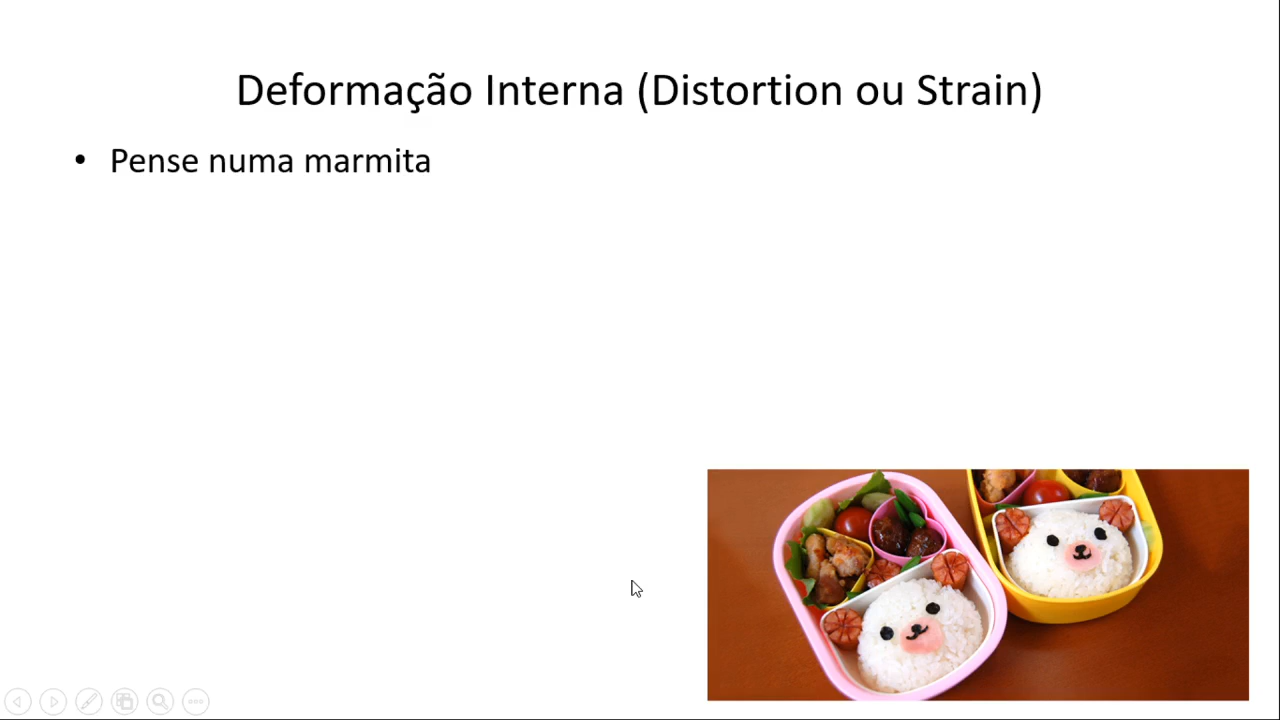 Deformação Interna (Distortion ou Strain)
• Pense numa marmita